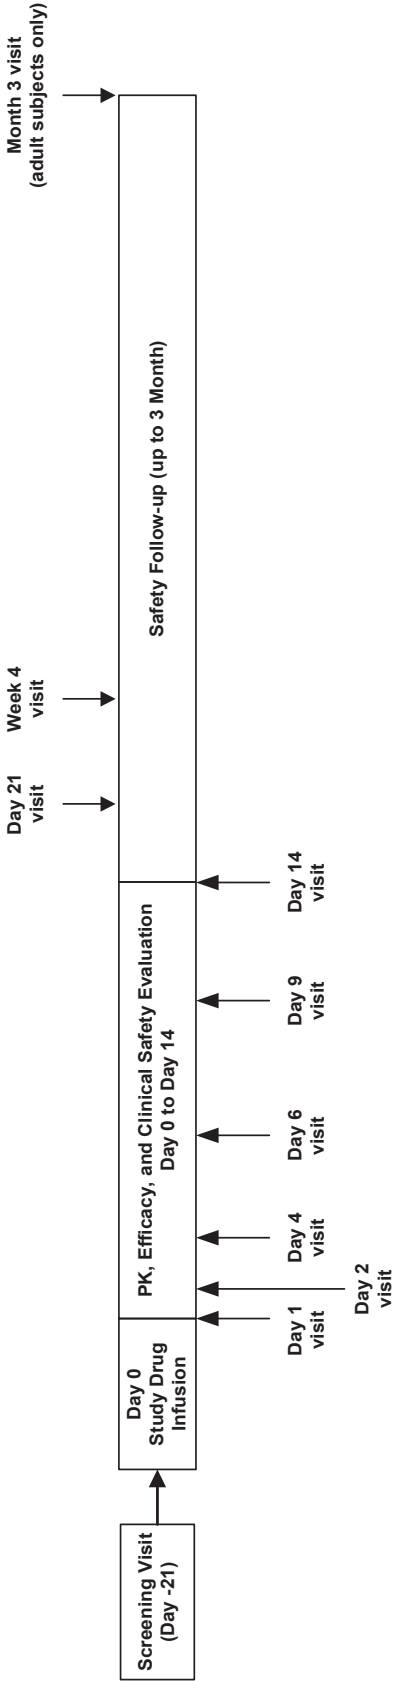 Screening Visit
(Day -21)
Day 0
Study Drug
Infusion
PK, Efficacy, and Clinical Safety Evaluation
Day 0 to Day 14
Safety Follow-up (up to 3 Month)
Day 21
visit
Week 4
visit
Month 3 visit
(adult subjects only)
Day 1
visit
Day 2
visit
Day 4
visit
Day 6
visit
Day 9
visit
Day 14
visit